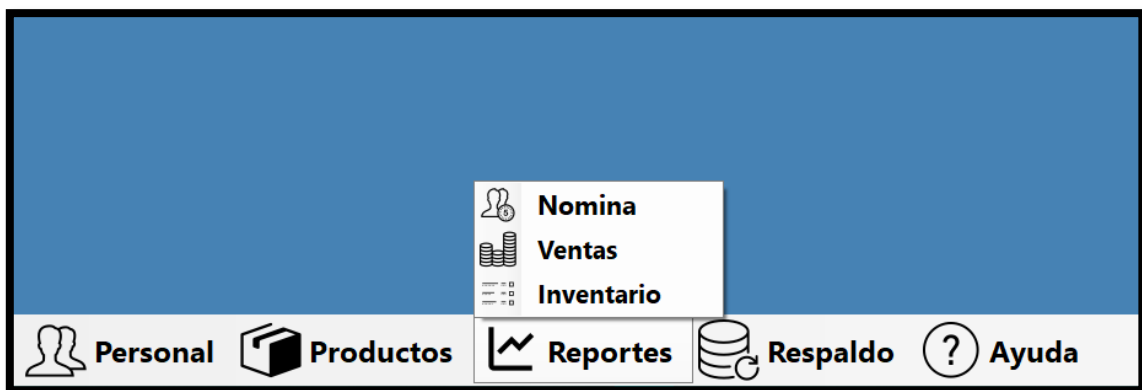 Nomina
Ventas
Inventario
Personal Productos Reportes Respaldo ? Ayuda